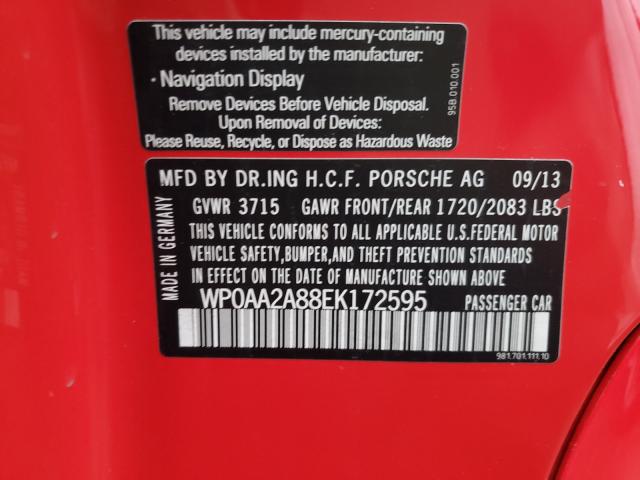 This vehicle may include mercury-containing
devices installed by the manufacturer:
· Navigation Display
Remove Devices Before Vehicle Disposal.
Upon Removal of Devices:
Please Reuse, Recycle, or Dispose as Hazardous Waste
95B.010.001
MADE IN GERMANY
MFD BY DR.ING H.C.F. PORSCHE AG 09/13
GVWR 3715 GAWR FRONT/REAR 1720/2083 LBS
THIS VEHICLE CONFORMS TO ALL APPLICABLE U.S.FEDERAL MOTOR
VEHICLE SAFETY,BUMPER,AND THEFT PREVENTION STANDARDS
IN EFFECT ON THE DATE OF MANUFACTURE SHOWN ABOVE.
WP0AA2A88EK172595 PASSENGER CAR
981.701.111.10